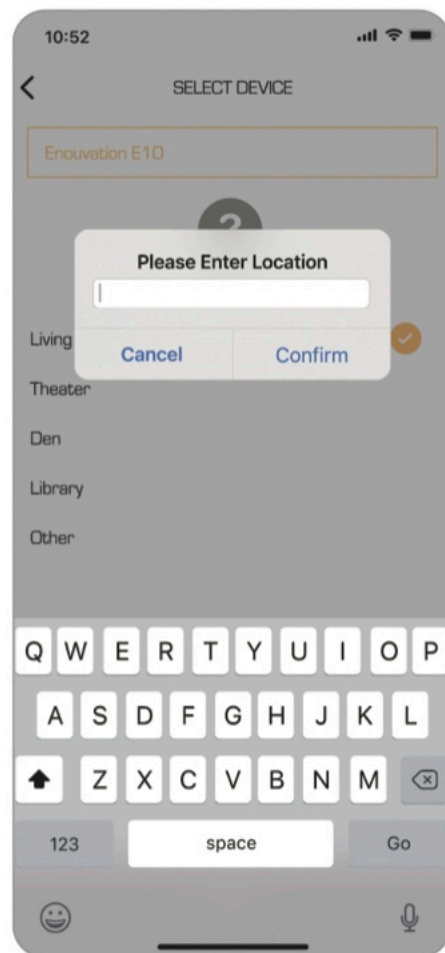 10:52
SELECT DEVICE
Enouvation E10
?
Please Enter Location
Cancel Confirm
Living
Theater
Den
Library
Other
Q W E R T Y U I O P
A S D F G H J K L
Z X C V B N M
123 space Go